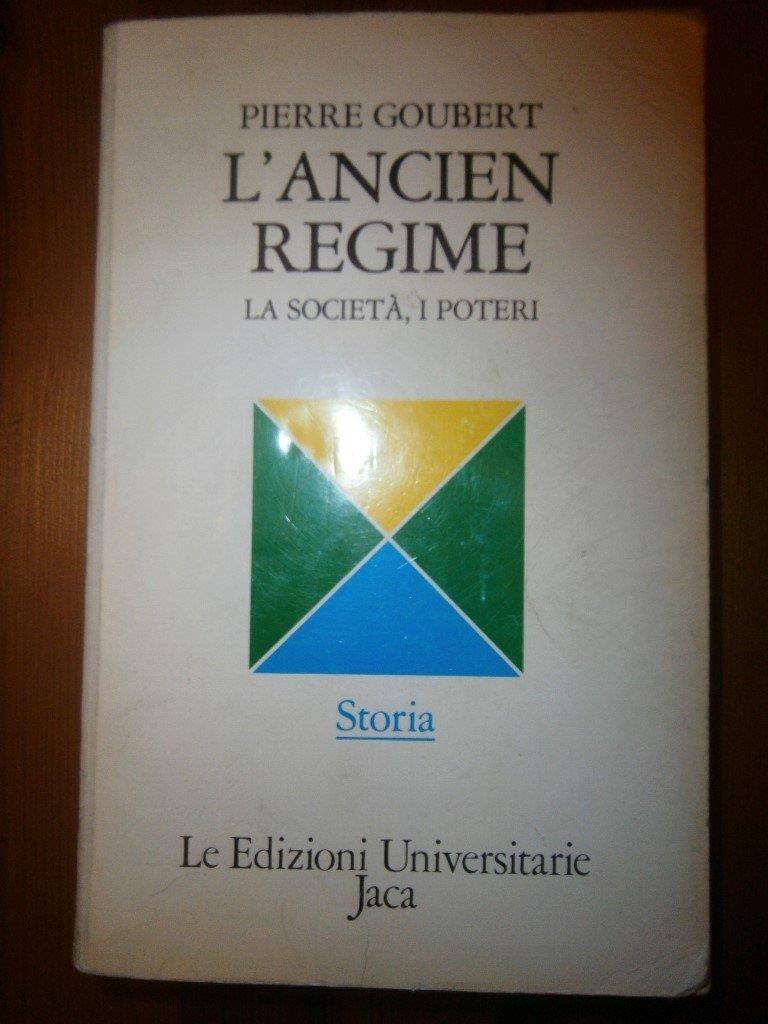 PIERRE GOUBERT
L'ANCIEN
REGIME
LA SOCIETÀ, I POTERI
Storia
Le Edizioni Universitarie
Jaca